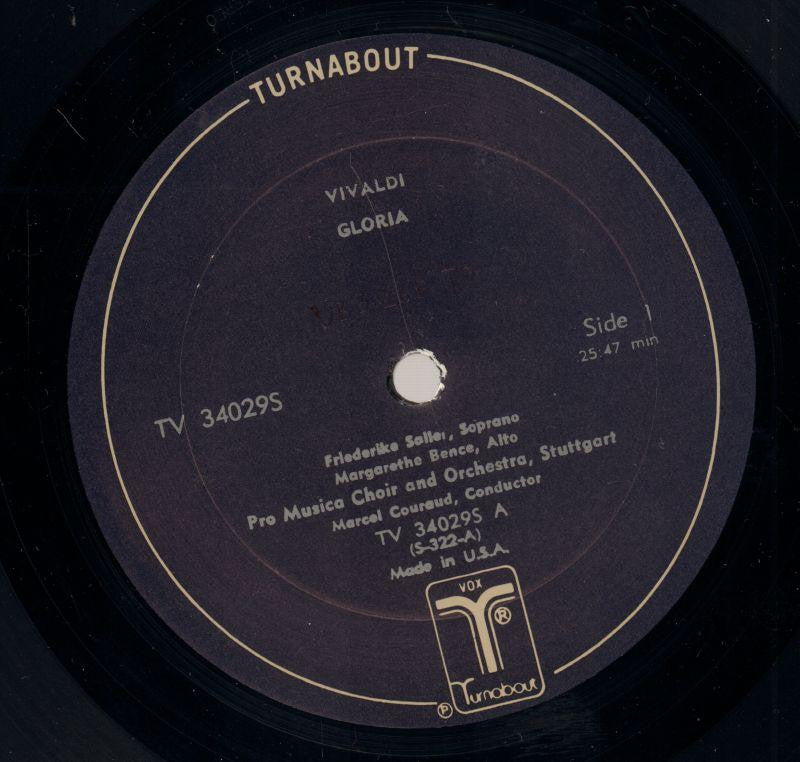 TURNABOUT
VIVALDI
GLORIA
Side 1
25:47 min
TV 34029S
Friederike Sailer, Soprano
Margarethe Bence, Alto
Pro Musica Choir and Orchestra, Stuttgart
Marcel Couraud, Conductor
TV 34029S A
(S-322-A)
Made in U.S.A.
VOX
T ®
Turnabout
℗